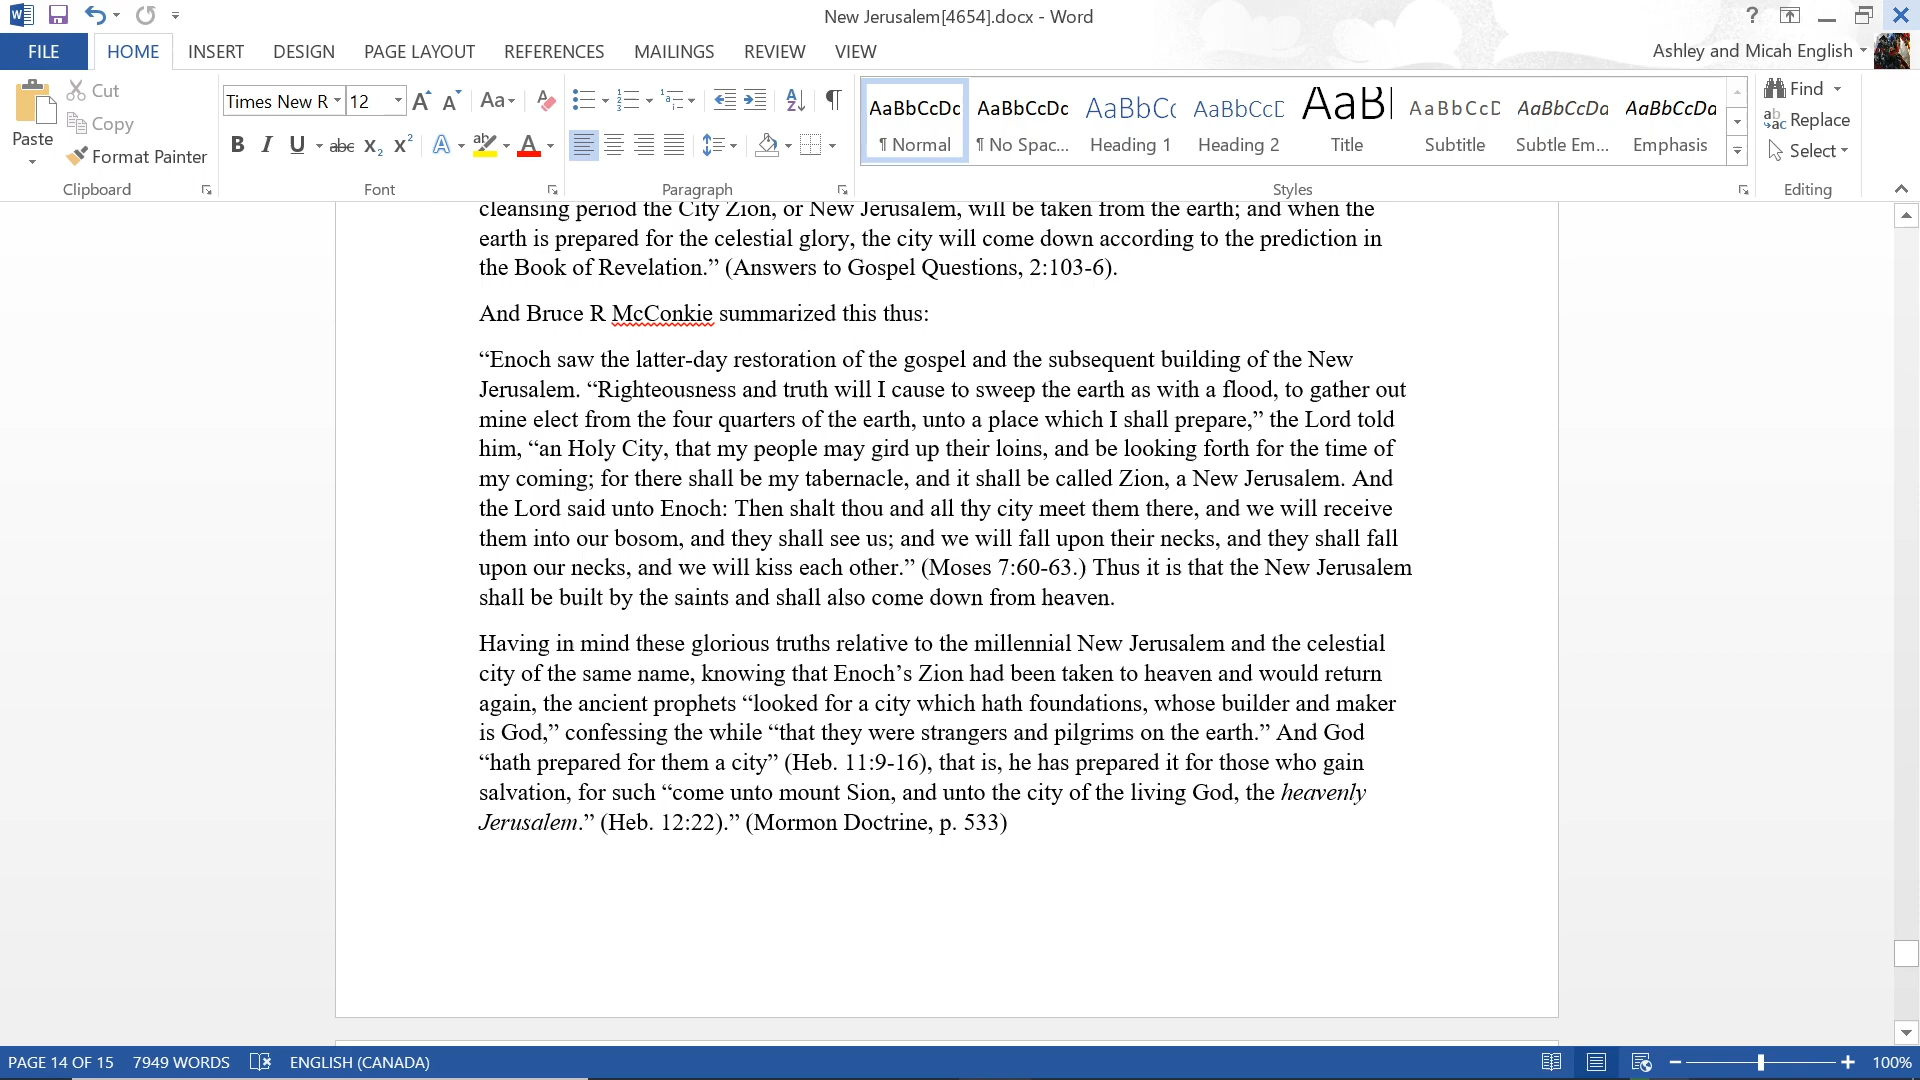 New Jerusalem[4654].docx - Word
?
FILE HOME INSERT DESIGN PAGE LAYOUT REFERENCES MAILINGS REVIEW VIEW Ashley and Micah English
Paste
Cut
Copy
Format Painter
Clipboard
Times New R 12 A A Aa
B I U abc X₂ X² A ab A
Font
Paragraph
AaBbCcDc AaBbCcDc AaBbCc AaBbCcD AaBl AaBbCcD AaBbCcDa AaBbCcDa
¶ Normal ¶ No Spac... Heading 1 Heading 2 Title Subtitle Subtle Em... Emphasis
Styles
Find
Replace
Select
Editing
cleansing period the City Zion, or New Jerusalem, will be taken from the earth; and when the
earth is prepared for the celestial glory, the city will come down according to the prediction in
the Book of Revelation.” (Answers to Gospel Questions, 2:103-6).
And Bruce R McConkie summarized this thus:
“Enoch saw the latter-day restoration of the gospel and the subsequent building of the New
Jerusalem. “Righteousness and truth will I cause to sweep the earth as with a flood, to gather out
mine elect from the four quarters of the earth, unto a place which I shall prepare,” the Lord told
him, “an Holy City, that my people may gird up their loins, and be looking forth for the time of
my coming; for there shall be my tabernacle, and it shall be called Zion, a New Jerusalem. And
the Lord said unto Enoch: Then shalt thou and all thy city meet them there, and we will receive
them into our bosom, and they shall see us; and we will fall upon their necks, and they shall fall
upon our necks, and we will kiss each other.” (Moses 7:60-63.) Thus it is that the New Jerusalem
shall be built by the saints and shall also come down from heaven.
Having in mind these glorious truths relative to the millennial New Jerusalem and the celestial
city of the same name, knowing that Enoch’s Zion had been taken to heaven and would return
again, the ancient prophets “looked for a city which hath foundations, whose builder and maker
is God,” confessing the while “that they were strangers and pilgrims on the earth.” And God
“hath prepared for them a city” (Heb. 11:9-16), that is, he has prepared it for those who gain
salvation, for such “come unto mount Sion, and unto the city of the living God, the heavenly
Jerusalem.” (Heb. 12:22).” (Mormon Doctrine, p. 533)
PAGE 14 OF 15 7949 WORDS ENGLISH (CANADA) 100%